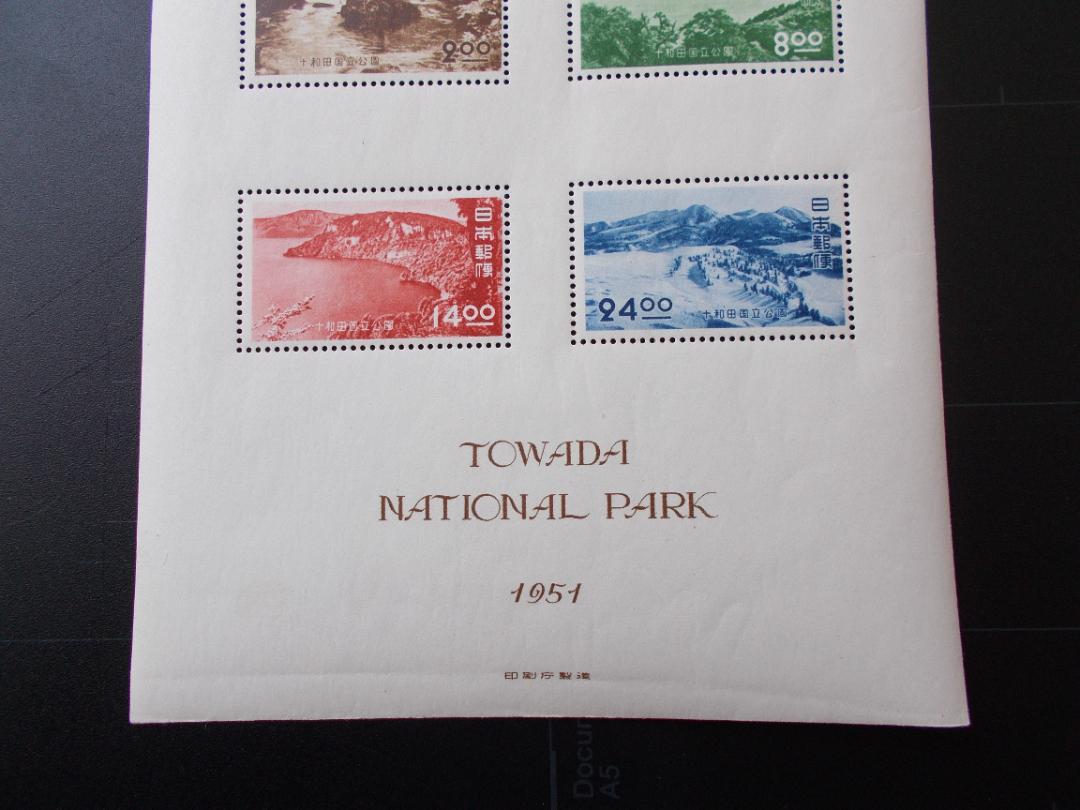 2.00
十和田国立公園
8.00
十和田国立公園
日本郵便
14.00
十和田国立公園
日本郵便
24.00
十和田国立公園
TOWADA
NATIONAL PARK
1951
印刷庁製造
Docum
A5